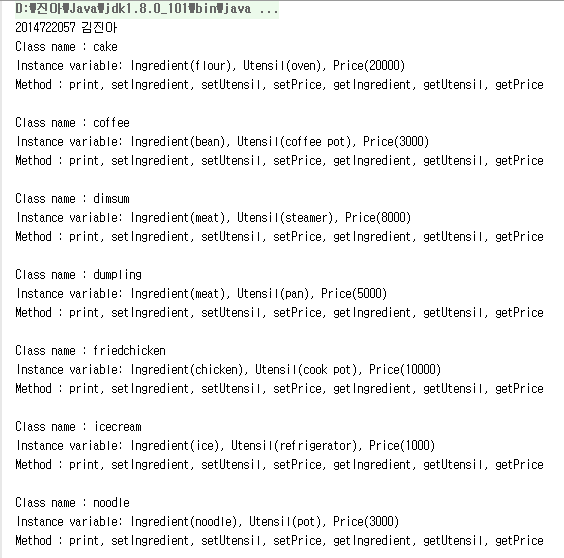 D:₩진아₩Java₩jdk1.8.0_101₩bin₩java ...
2014722057 김진아
Class name : cake
Instance variable: Ingredient(flour), Utensil(oven), Price(20000)
Method : print, setIngredient, setUtensil, setPrice, getIngredient, getUtensil, getPrice
Class name : coffee
Instance variable: Ingredient(bean), Utensil(coffee pot), Price(3000)
Method : print, setIngredient, setUtensil, setPrice, getIngredient, getUtensil, getPrice
Class name : dimsum
Instance variable: Ingredient(meat), Utensil(steamer), Price(8000)
Method : print, setIngredient, setUtensil, setPrice, getIngredient, getUtensil, getPrice
Class name : dumpling
Instance variable: Ingredient(meat), Utensil(pan), Price(5000)
Method : print, setIngredient, setUtensil, setPrice, getIngredient, getUtensil, getPrice
Class name : friedchicken
Instance variable: Ingredient(chicken), Utensil(cook pot), Price(10000)
Method : print, setIngredient, setUtensil, setPrice, getIngredient, getUtensil, getPrice
Class name : icecream
Instance variable: Ingredient(ice), Utensil(refrigerator), Price(1000)
Method : print, setIngredient, setUtensil, setPrice, getIngredient, getUtensil, getPrice
Class name : noodle
Instance variable: Ingredient(noodle), Utensil(pot), Price(3000)
Method : print, setIngredient, setUtensil, setPrice, getIngredient, getUtensil, getPrice